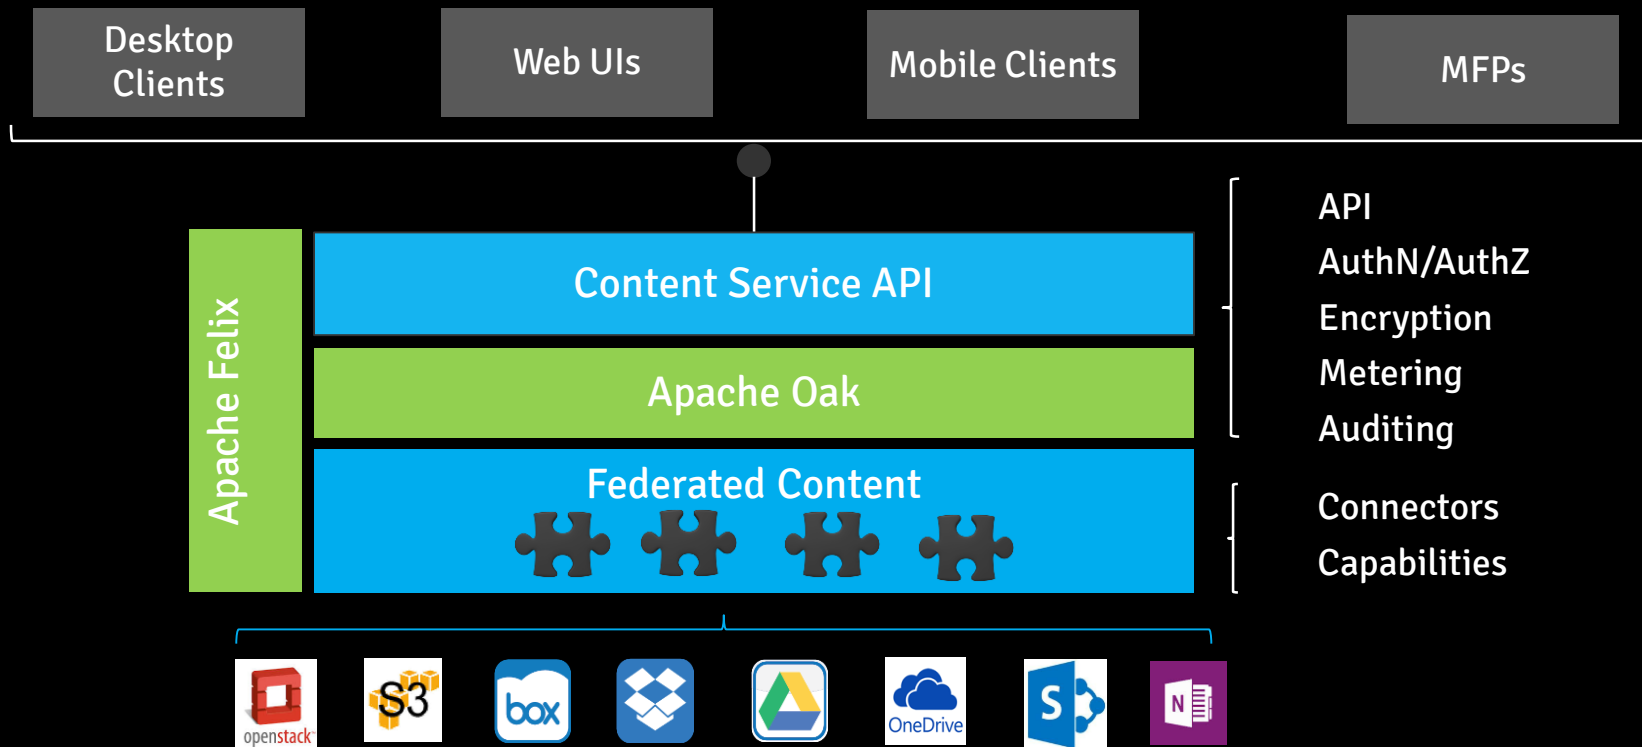 Desktop
Clients
Web UIs
Mobile Clients
MFPs
Apache Felix
Content Service API
Apache Oak
Federated Content
API
AuthN/AuthZ
Encryption
Metering
Auditing
Connectors
Capabilities
openstack
S3
box
OneDrive
S
N